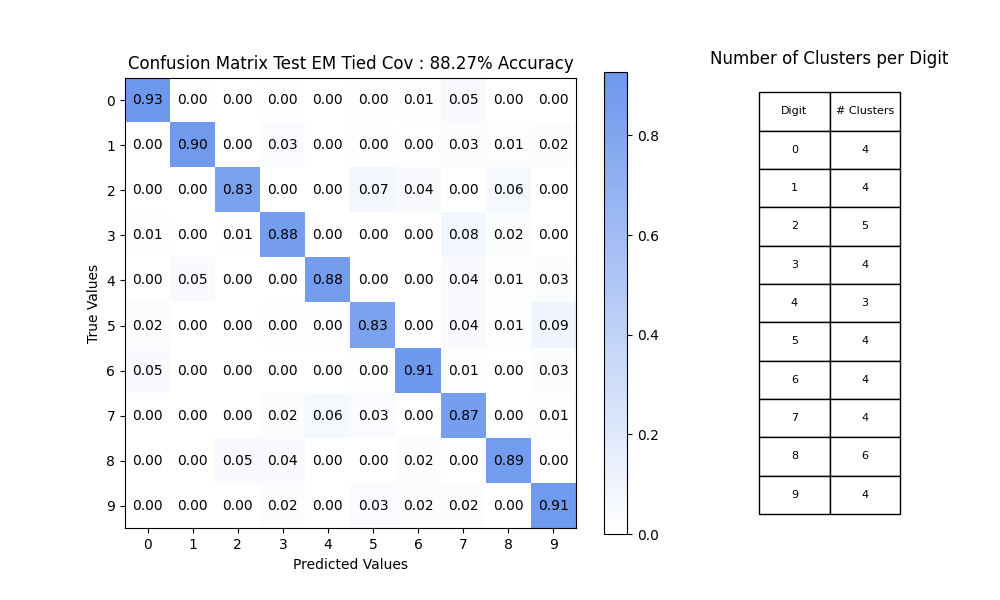 Confusion Matrix Test EM Tied Cov : 88.27% Accuracy
True Values
0 0.93 0.00 0.00 0.00 0.00 0.00 0.01 0.05 0.00 0.00
1 0.00 0.90 0.00 0.03 0.00 0.00 0.00 0.03 0.01 0.02
2 0.00 0.00 0.83 0.00 0.00 0.07 0.04 0.00 0.06 0.00
3 0.01 0.00 0.01 0.88 0.00 0.00 0.00 0.08 0.02 0.00
4 0.00 0.05 0.00 0.00 0.88 0.00 0.00 0.04 0.01 0.03
5 0.02 0.00 0.00 0.00 0.00 0.83 0.00 0.04 0.01 0.09
6 0.05 0.00 0.00 0.00 0.00 0.00 0.91 0.01 0.00 0.03
7 0.00 0.00 0.00 0.02 0.06 0.03 0.00 0.87 0.00 0.01
8 0.00 0.00 0.05 0.04 0.00 0.00 0.02 0.00 0.89 0.00
9 0.00 0.00 0.00 0.02 0.00 0.03 0.02 0.02 0.00 0.91
0 1 2 3 4 5 6 7 8 9
Predicted Values
0.8
0.6
0.4
0.2
0.0
Number of Clusters per Digit
Digit # Clusters
0 4
1 4
2 5
3 4
4 3
5 4
6 4
7 4
8 6
9 4